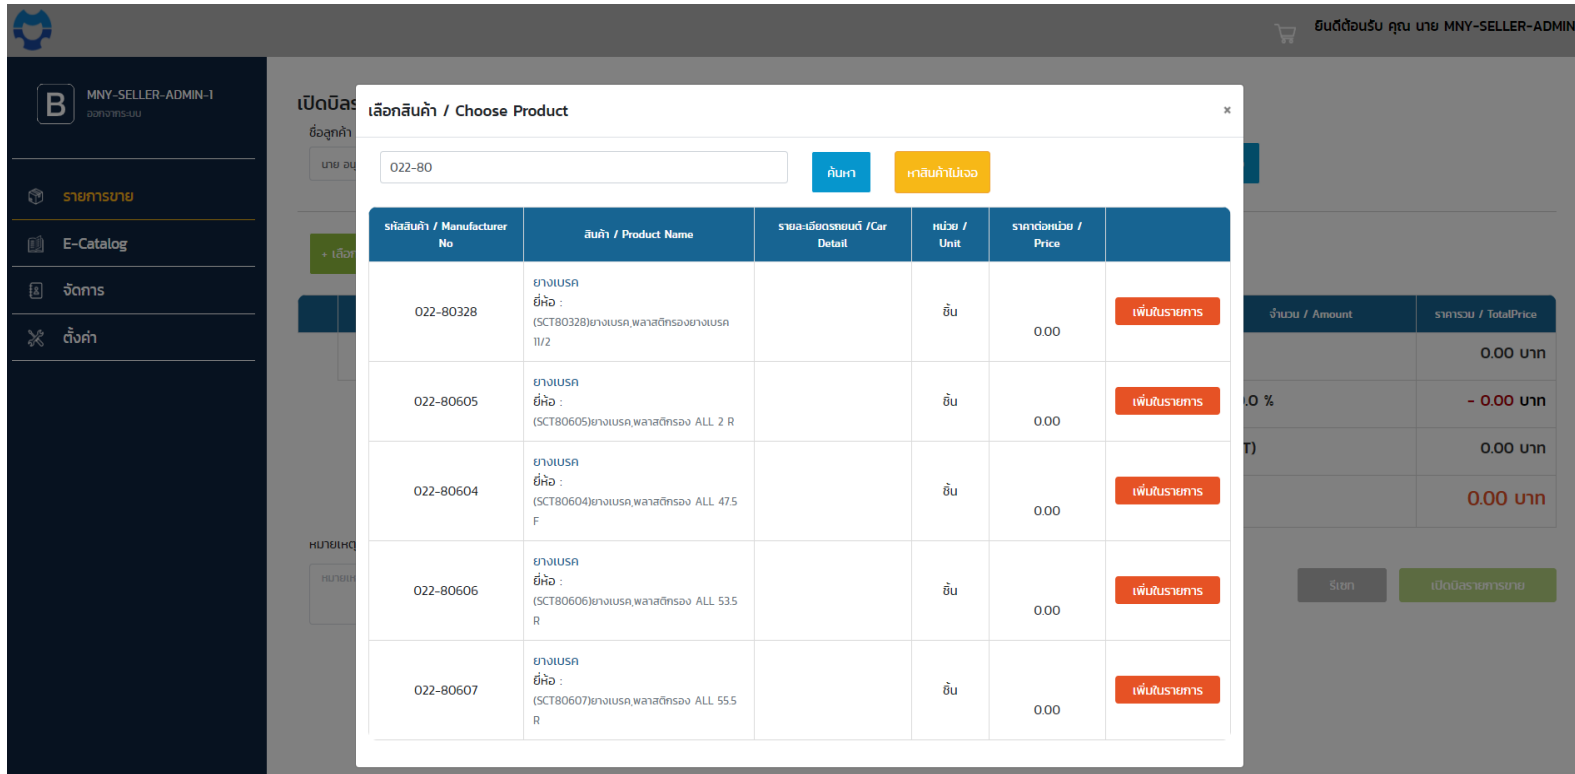 ยินดีต้อนรับ คุณ นาย MNY-SELLER-ADMIN
B
MNY-SELLER-ADMIN-1
ออกจากระบบ
รายการขาย
E-Catalog
จัดการ
ตั้งค่า
ชื่อลูกค้า
นาย
เลือกสินค้า / Choose Product
×
022-80
ค้นหา
หาสินค้าไม่เจอ
รหัสสินค้า / Manufacturer No
สินค้า / Product Name
รายละเอียดรถยนต์ /Car Detail
หน่วย / Unit
ราคาต่อหน่วย / Price
022-80328
ยางเบรค
ยี่ห้อ :
(SCT80328)ยางเบรค,พลาสติกรองยางเบรค
11/2
ชิ้น
0.00
เพิ่มในรายการ
022-80605
ยางเบรค
ยี่ห้อ :
(SCT80605)ยางเบรค,พลาสติกรอง ALL 2 R
ชิ้น
0.00
เพิ่มในรายการ
022-80604
ยางเบรค
ยี่ห้อ :
(SCT80604)ยางเบรค,พลาสติกรอง ALL 47.5
F
ชิ้น
0.00
เพิ่มในรายการ
022-80606
ยางเบรค
ยี่ห้อ :
(SCT80606)ยางเบรค,พลาสติกรอง ALL 53.5
R
ชิ้น
0.00
เพิ่มในรายการ
022-80607
ยางเบรค
ยี่ห้อ :
(SCT80607)ยางเบรค,พลาสติกรอง ALL 55.5
R
ชิ้น
0.00
เพิ่มในรายการ
จำนวน / Amount
ราคารวม / TotalPrice
0.00 บาท
.0 %
- 0.00 บาท
T)
0.00 บาท
0.00 บาท
รีเซท
เปิดบิลรายการขาย